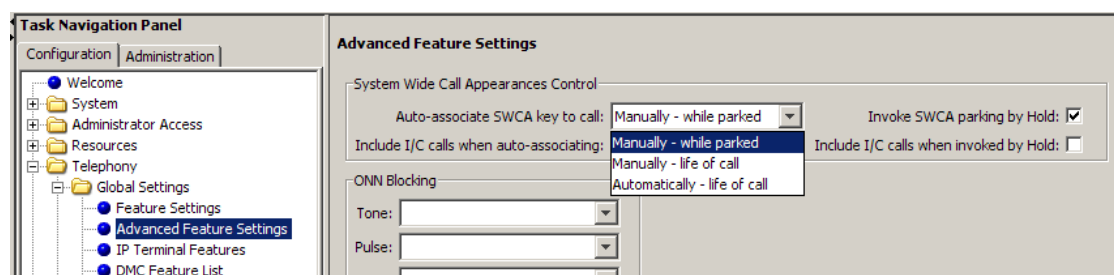 Task Navigation Panel
Configuration Administration
Welcome
System
Administrator Access
Resources
Telephony
Global Settings
Feature Settings
Advanced Feature Settings
IP Terminal Features
DMC Feature List
Advanced Feature Settings
System Wide Call Appearances Control
Auto-associate SWCA key to call: Manually - while parked Invoke SWCA parking by Hold:
Include I/C calls when auto-associating: Manually - while parked Include I/C calls when invoked by Hold:
Manually - life of call
Automatically - life of call
ONN Blocking
Tone:
Pulse: